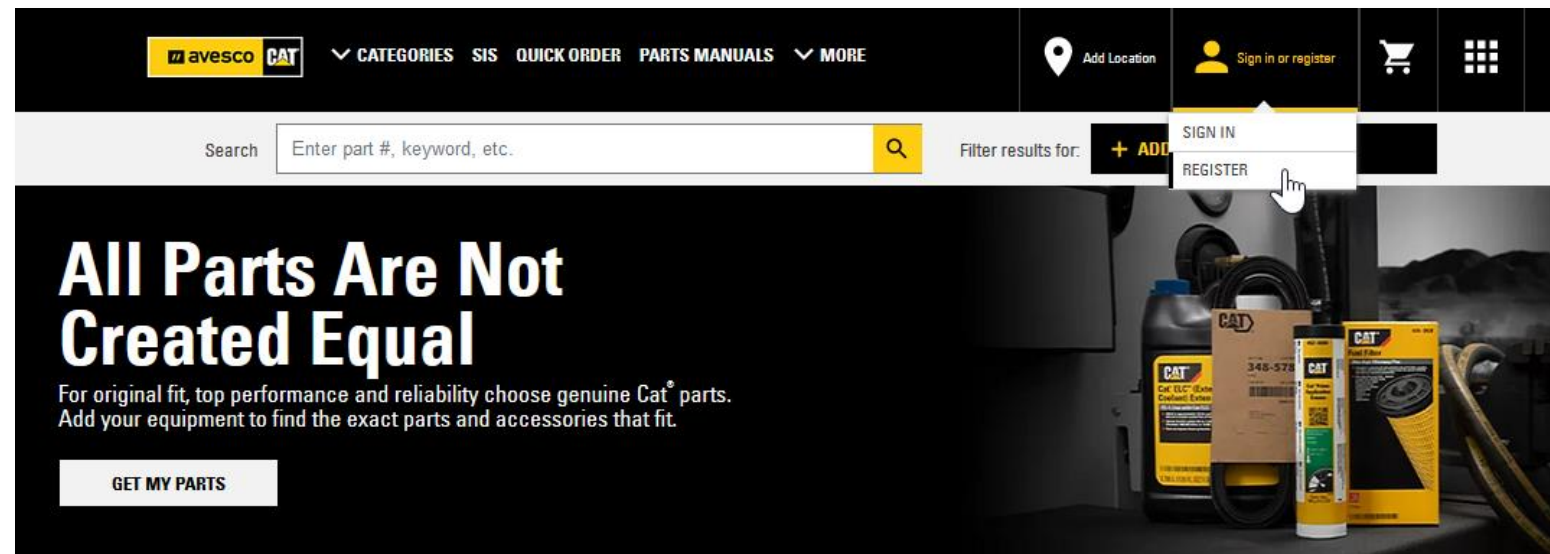 avesco CAT
CATEGORIES SIS QUICK ORDER PARTS MANUALS MORE
Add Location
Sign in or register
Search
Enter part #, keyword, etc.
Filter results for:
+ ADD
SIGN IN
REGISTER
All Parts Are Not
Created Equal
For original fit, top performance and reliability choose genuine Cat® parts.
Add your equipment to find the exact parts and accessories that fit.
GET MY PARTS
CAT
348-578
CAT
CAT
Fuel Filter
CAT